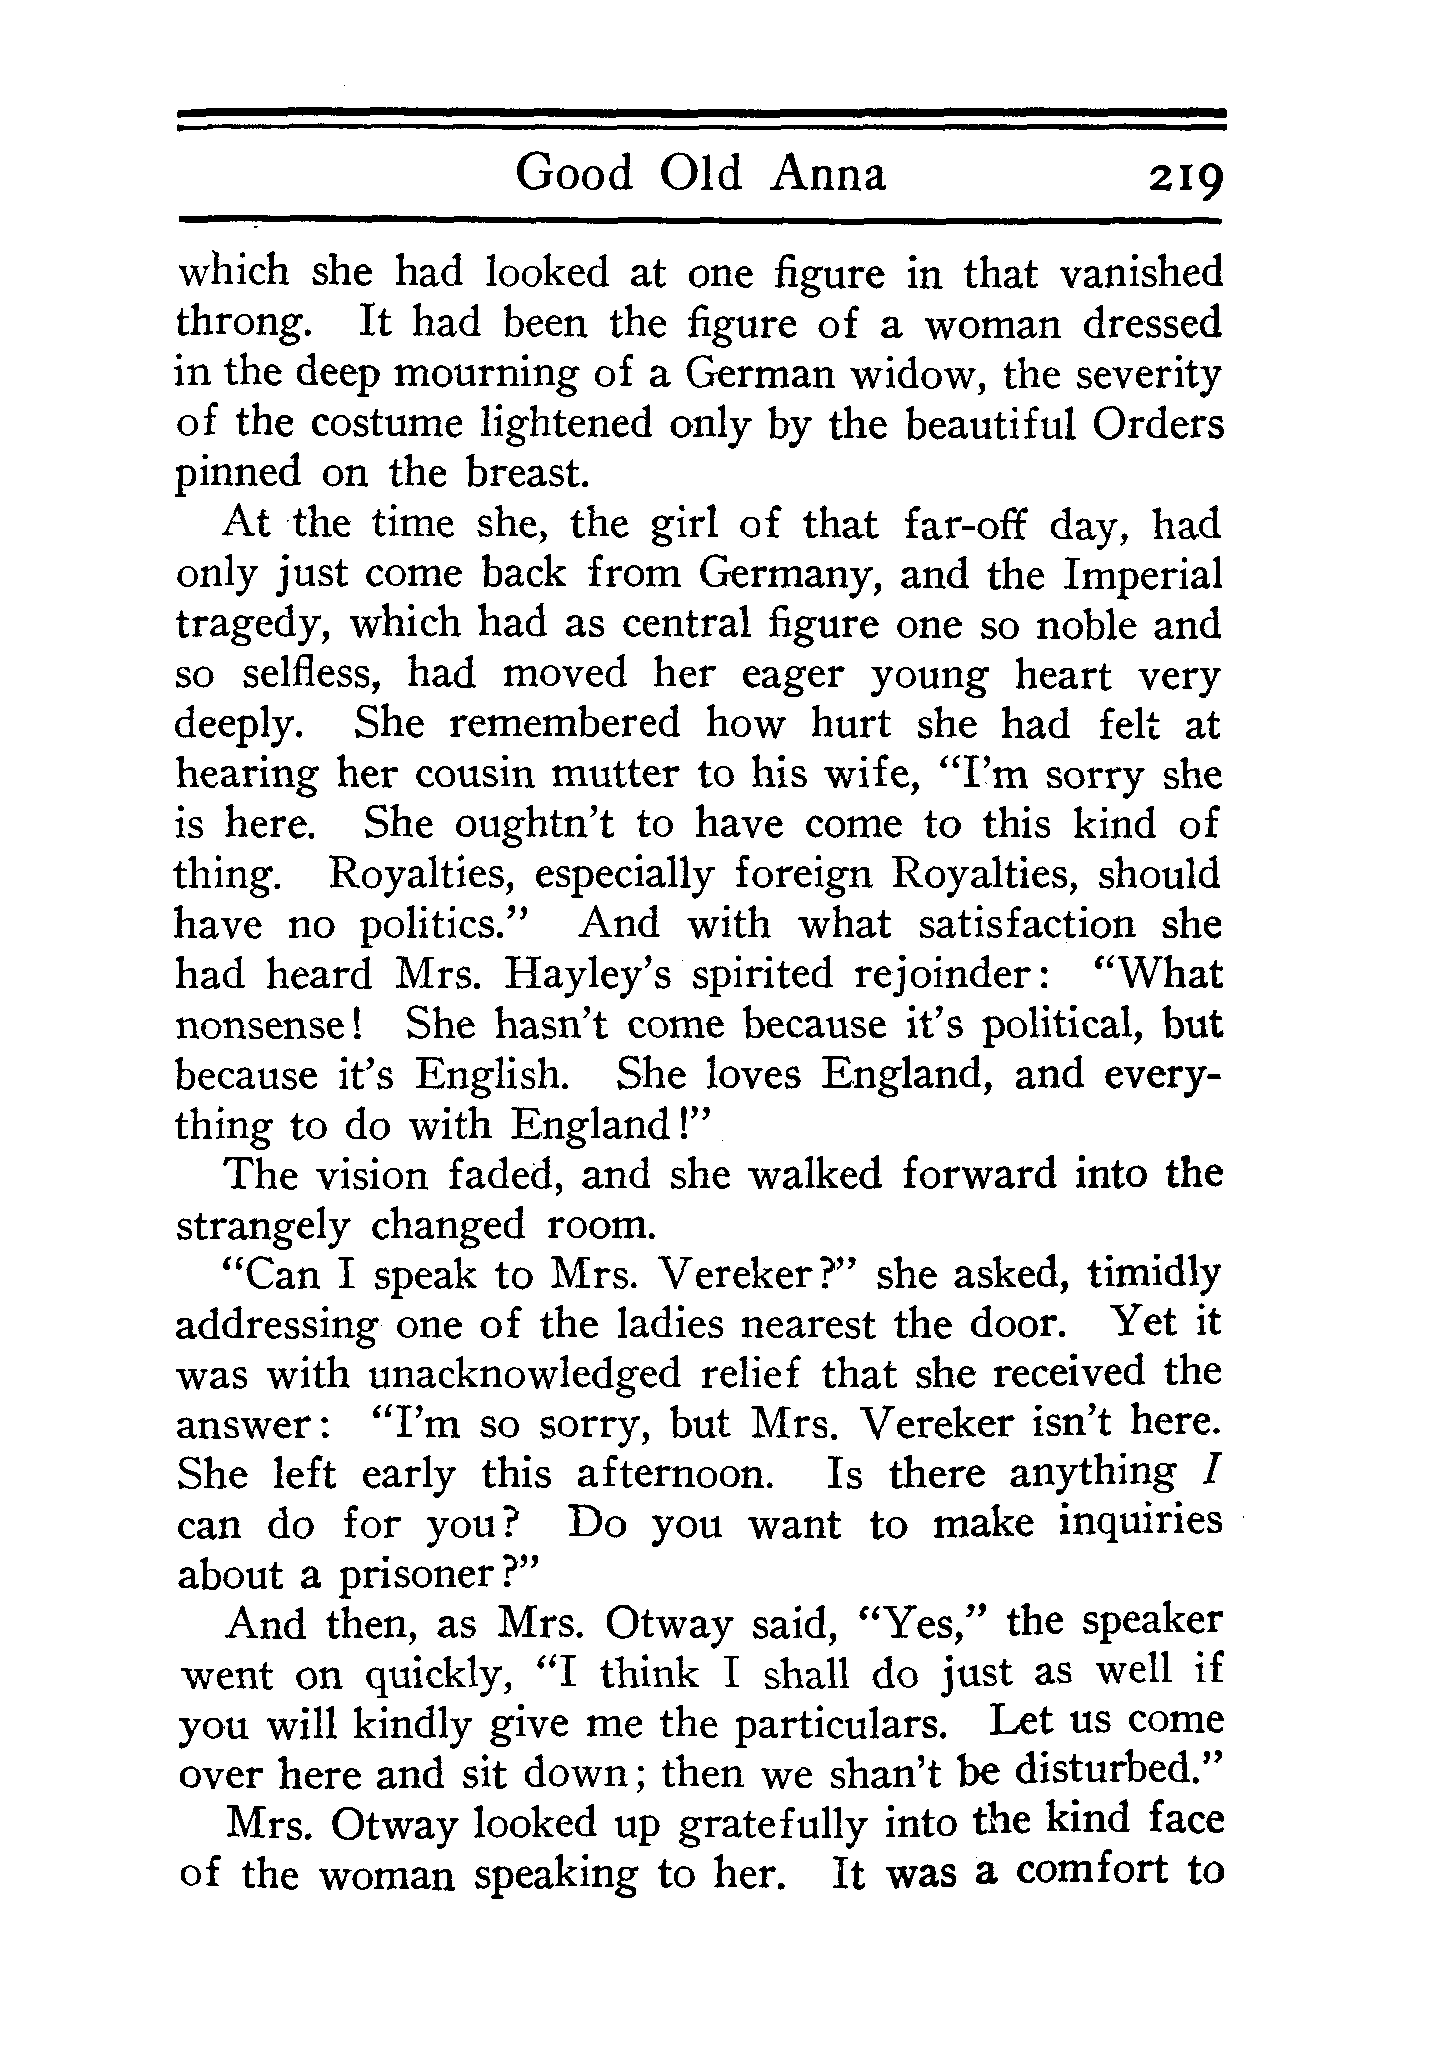 Good Old Anna 219
which she had looked at one figure in that vanished
throng. It had been the figure of a woman dressed
in the deep mourning of a German widow, the severity
of the costume lightened only by the beautiful Orders
pinned on the breast.
At the time she, the girl of that far-off day, had
only just come back from Germany, and the Imperial
tragedy, which had as central figure one so noble and
so selfless, had moved her eager young heart very
deeply. She remembered how hurt she had felt at
hearing her cousin mutter to his wife, “I’m sorry she
is here. She oughtn’t to have come to this kind of
thing. Royalties, especially foreign Royalties, should
have no politics.” And with what satisfaction she
had heard Mrs. Hayley’s spirited rejoinder: “What
nonsense! She hasn’t come because it’s political, but
because it’s English. She loves England, and every-
thing to do with England!”
The vision faded, and she walked forward into the
strangely changed room.
“Can I speak to Mrs. Vereker?” she asked, timidly
addressing one of the ladies nearest the door. Yet it
was with unacknowledged relief that she received the
answer: “I’m so sorry, but Mrs. Vereker isn’t here.
She left early this afternoon. Is there anything I
can do for you? Do you want to make inquiries
about a prisoner?”
And then, as Mrs. Otway said, “Yes,” the speaker
went on quickly, “I think I shall do just as well if
you will kindly give me the particulars. Let us come
over here and sit down; then we shan’t be disturbed.”
Mrs. Otway looked up gratefully into the kind face
of the woman speaking to her. It was a comfort to